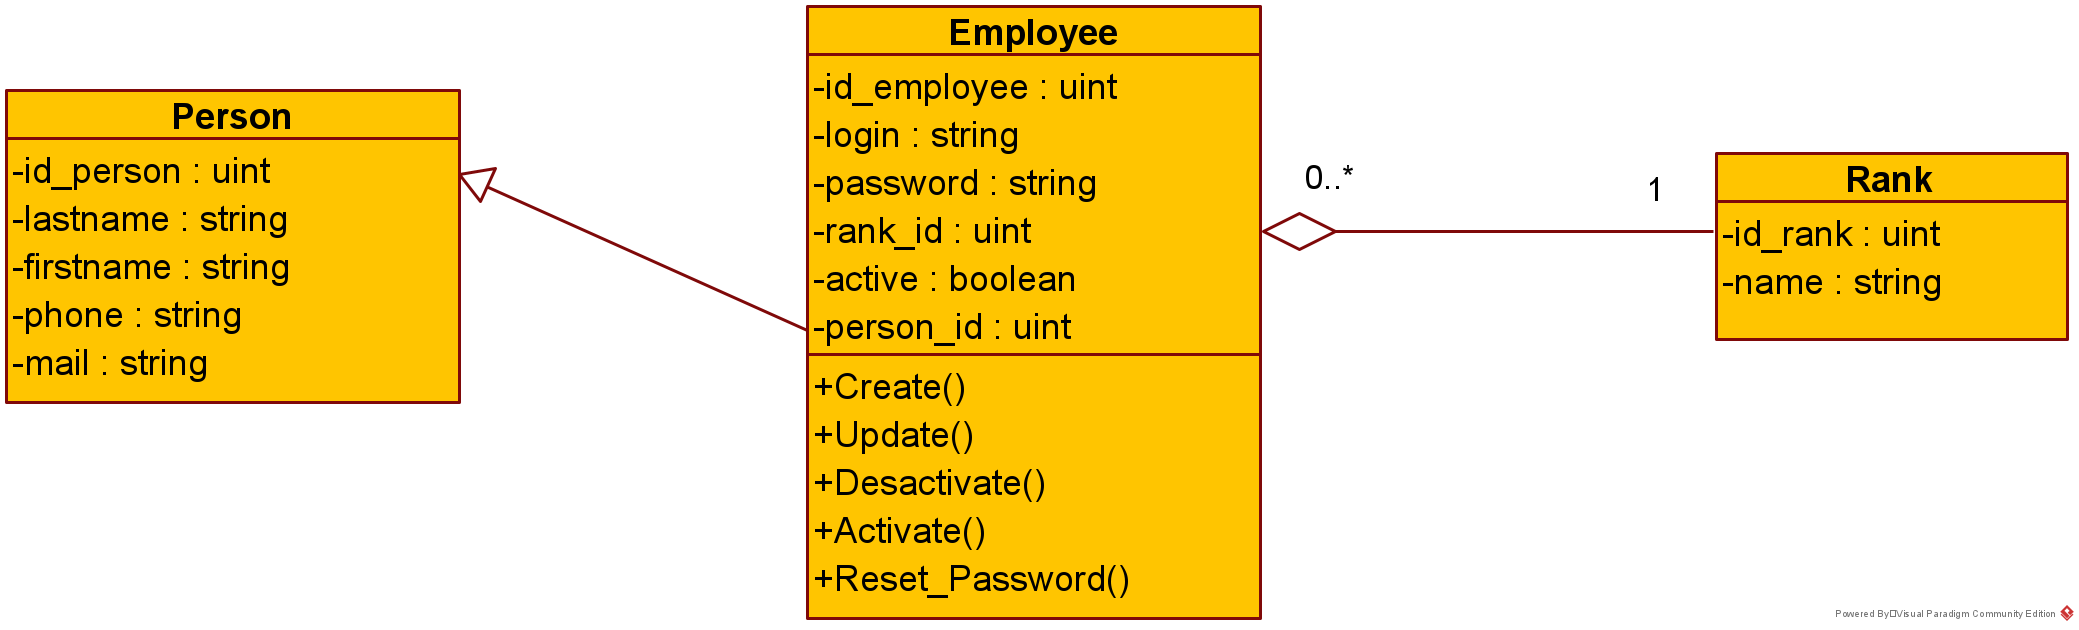 Person
-id_person : uint
-lastname : string
-firstname : string
-phone : string
-mail : string
Employee
-id_employee : uint
-login : string
-password : string
-rank_id : uint
-active : boolean
-person_id : uint
+Create()
+Update()
+Desactivate()
+Activate()
+Reset_Password()
0..*
1
Rank
-id_rank : uint
-name : string
Powered By Visual Paradigm Community Edition